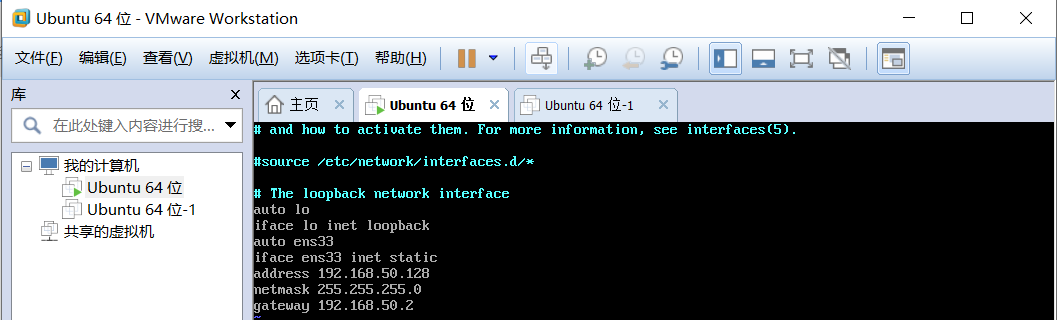 Ubuntu 64 位 - VMware Workstation
文件(F) 编辑(E) 查看(V) 虚拟机(M) 选项卡(T) 帮助(H)
库
在此处键入内容进行搜...
我的计算机
Ubuntu 64 位
Ubuntu 64 位-1
共享的虚拟机
主页 Ubuntu 64 位 Ubuntu 64 位-1
# and how to activate them. For more information, see interfaces(5).
#source /etc/network/interfaces.d/*
# The loopback network interface
auto lo
iface lo inet loopback
auto ens33
iface ens33 inet static
address 192.168.50.128
netmask 255.255.255.0
gateway 192.168.50.2
~